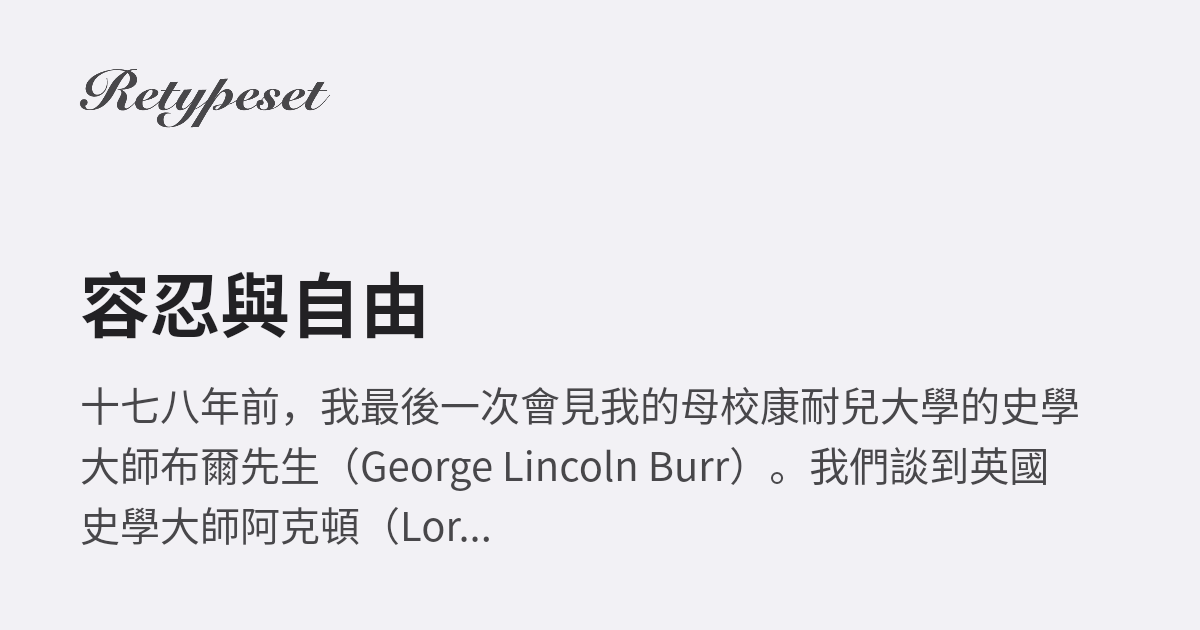 Retypeset
容忍與自由
十七八年前，我最後一次會見我的母校康耐兒大學的史學
大師布爾先生（George Lincoln Burr）。我們談到英國
史學大師阿克頓（Lor...